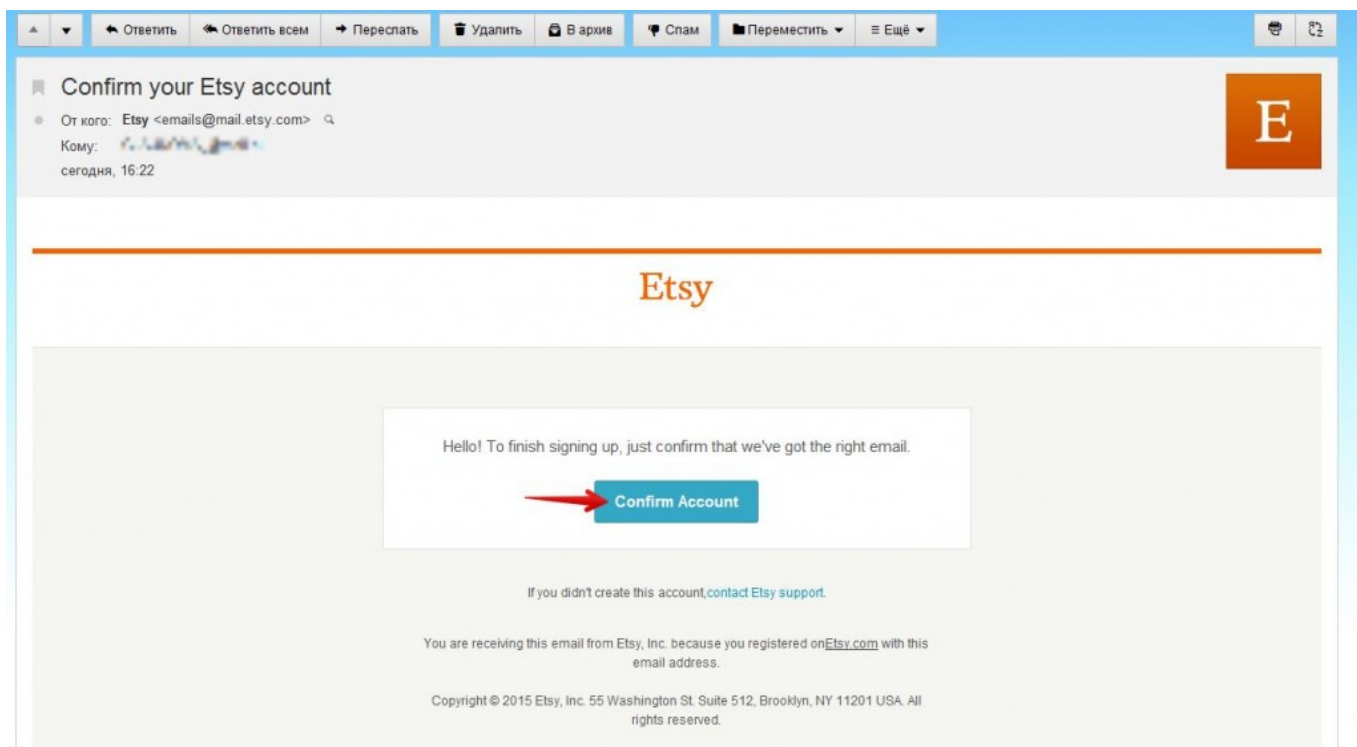 Ответить Ответить всем Переслать Удалить В архив Спам Переместить Ещё
Confirm your Etsy account
От кого: Etsy <emails@mail.etsy.com>
Кому:
сегодня, 16:22
E
Etsy
Hello! To finish signing up, just confirm that we've got the right email.
Confirm Account
If you didn't create this account,contact Etsy support.
You are receiving this email from Etsy, Inc. because you registered onEtsy.com with this
email address.
Copyright © 2015 Etsy, Inc. 55 Washington St. Suite 512, Brooklyn, NY 11201 USA. All
rights reserved.